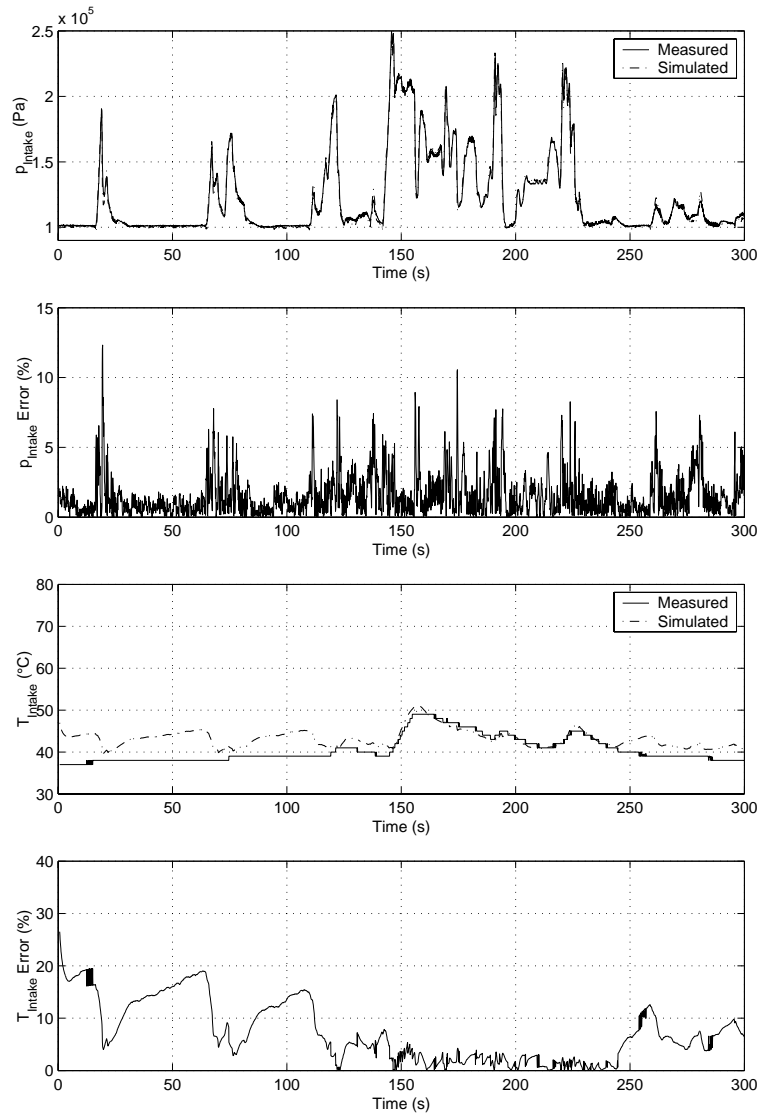 x 10⁵
2.5
2
1.5
1
p_Intake (Pa)
Measured
Simulated
0 50 100 150 200 250 300
Time (s)
15
10
5
0
p_Intake Error (%)
0 50 100 150 200 250 300
Time (s)
80
70
60
50
40
30
T_Intake (°C)
Measured
Simulated
0 50 100 150 200 250 300
Time (s)
40
30
20
10
0
T_Intake Error (%)
0 50 100 150 200 250 300
Time (s)